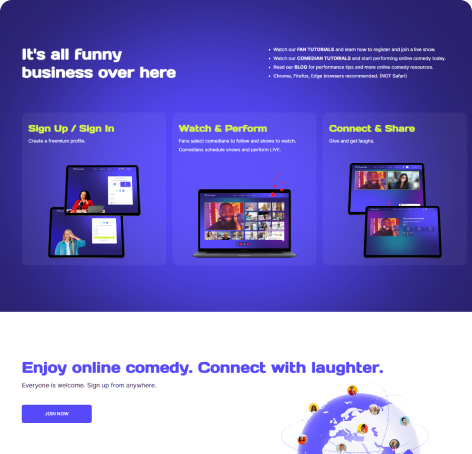 It's all funny
business over here
Watch our FAN TUTORIALS and learn how to register and join a live show.
Watch our COMEDIAN TUTORIALS and start performing online comedy today.
Read our BLOG for performance tips and more online comedy resources.
Chrome, Firefox, Edge browsers recommended. (NOT Safari)
Sign Up / Sign In
Create a freemium profile.
Watch & Perform
Fans select comedians to follow and shows to watch.
Comedians schedule shows and perform LIVE.
Connect & Share
Give and get laughs.
Enjoy online comedy. Connect with laughter.
Everyone is welcome. Sign up from anywhere.
JOIN NOW